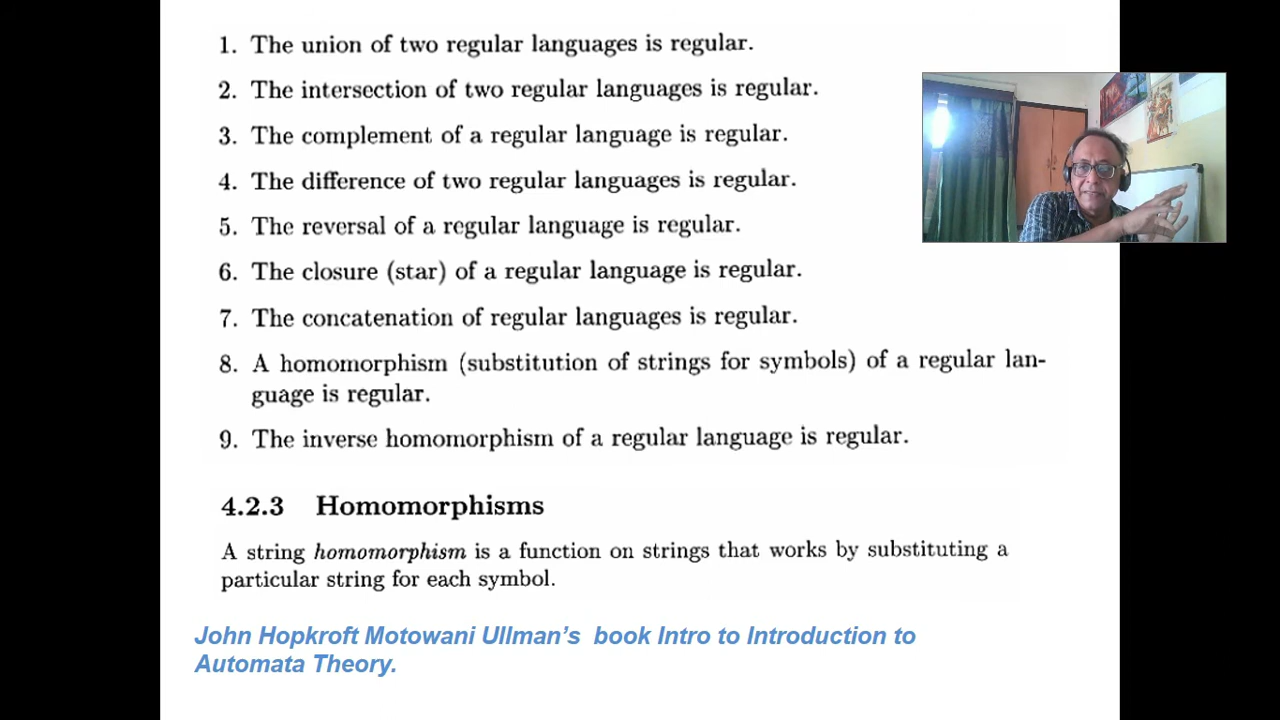 1. The union of two regular languages is regular.
2. The intersection of two regular languages is regular.
3. The complement of a regular language is regular.
4. The difference of two regular languages is regular.
5. The reversal of a regular language is regular.
6. The closure (star) of a regular language is regular.
7. The concatenation of regular languages is regular.
8. A homomorphism (substitution of strings for symbols) of a regular lan-
guage is regular.
9. The inverse homomorphism of a regular language is regular.
4.2.3 Homomorphisms
A string homomorphism is a function on strings that works by substituting a
particular string for each symbol.
John Hopkroft Motowani Ullman’s book Intro to Introduction to
Automata Theory.